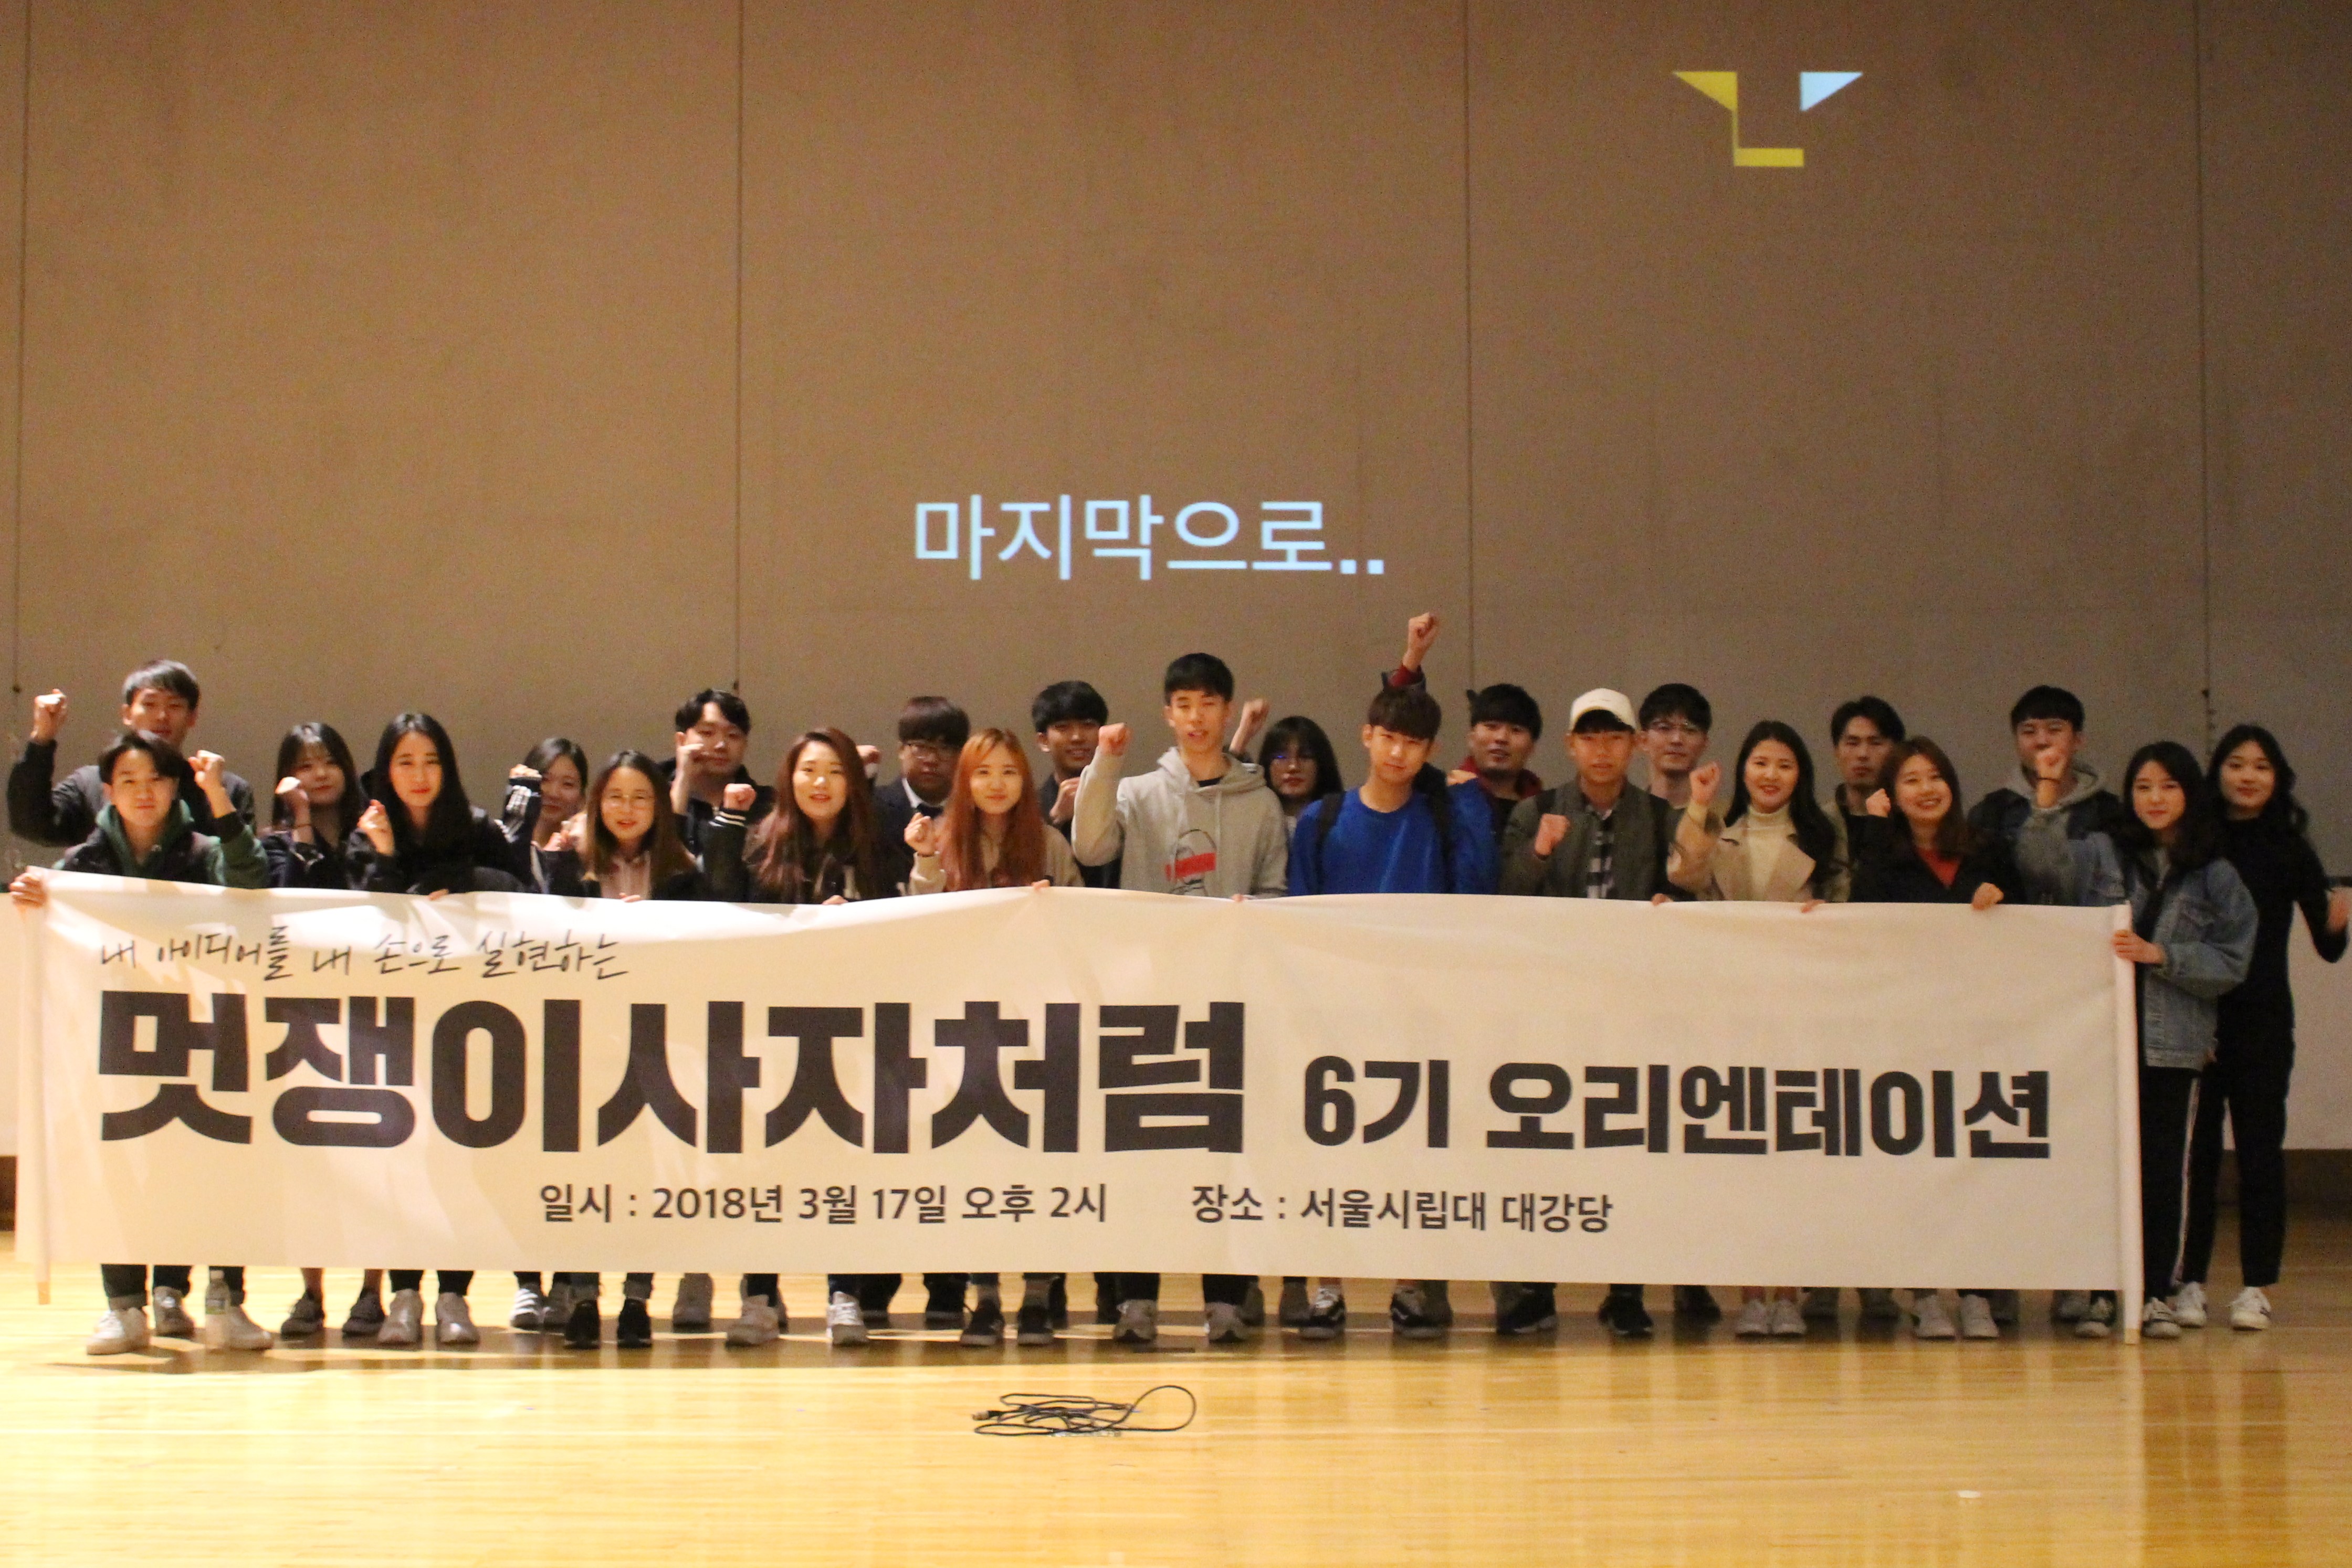 마지막으로..
내 아이디어를 내 손으로 실현하는
멋쟁이사자처럼 6기 오리엔테이션
일시 : 2018년 3월 17일 오후 2시 장소 : 서울시립대 대강당